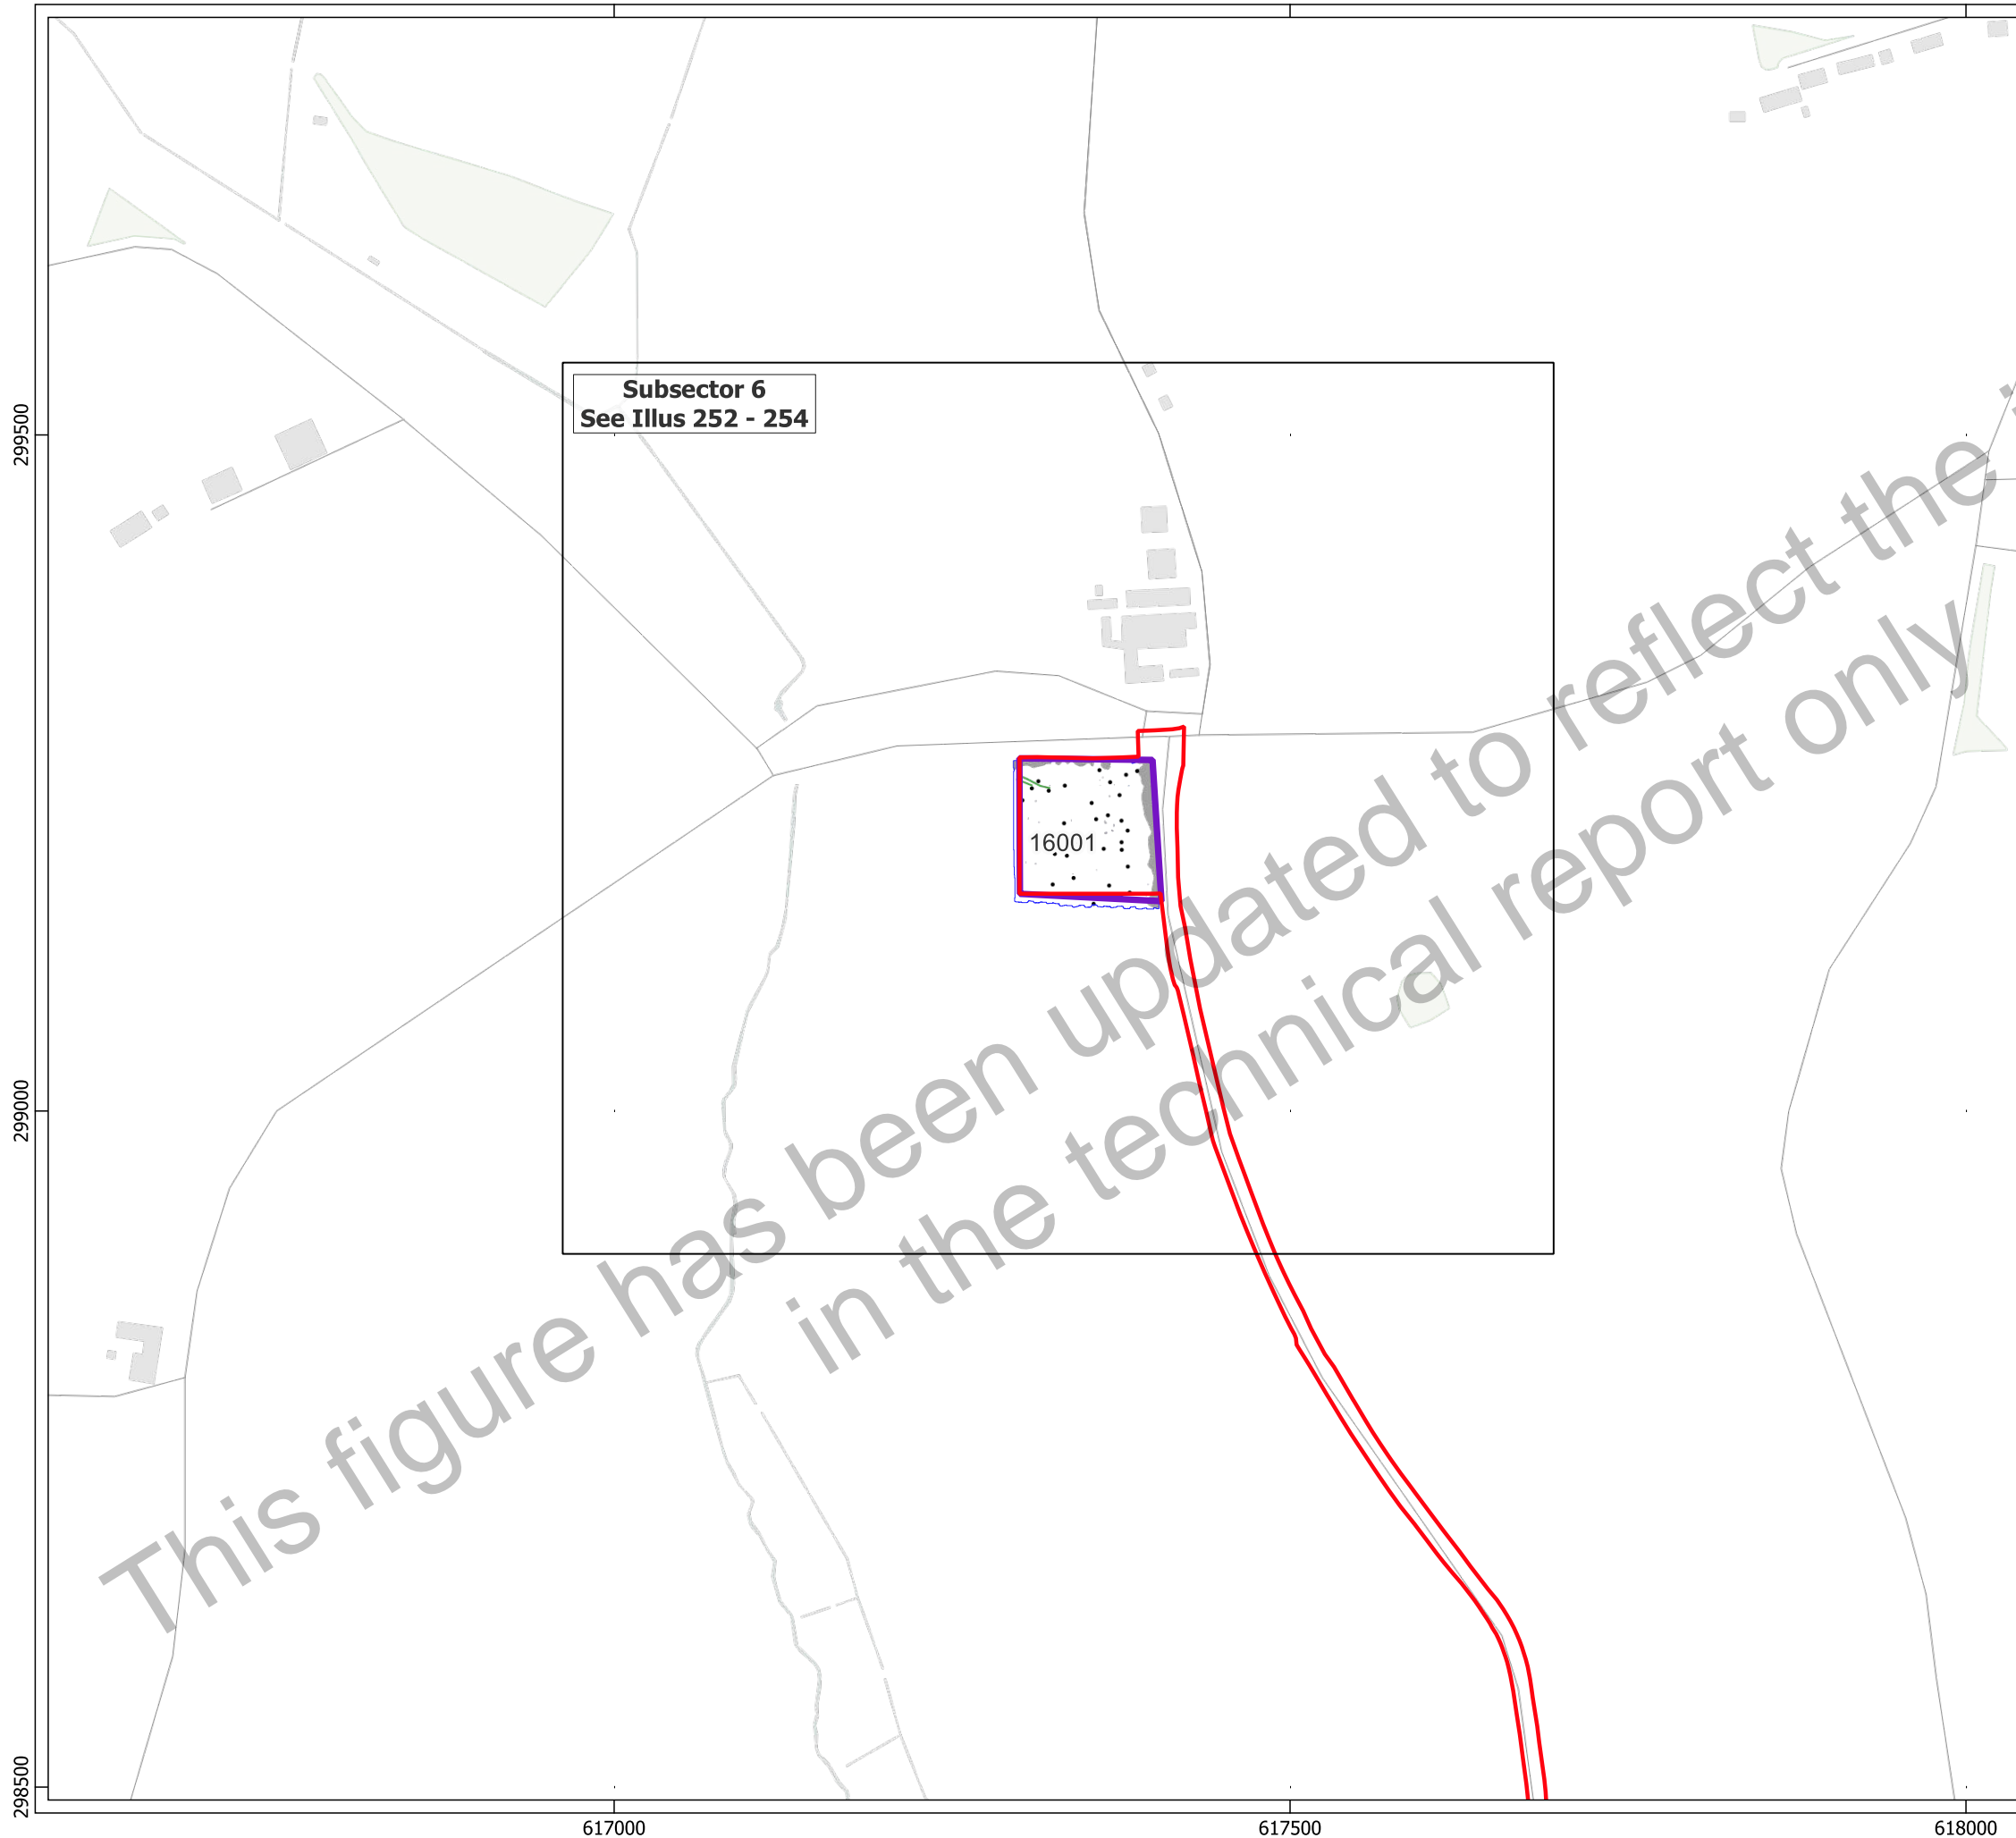 Subsector 6
See Illus 252 - 254
299500
16001
299000
298500
617000
617500
618000
This figure has been updated to reflect the
in the technical report only